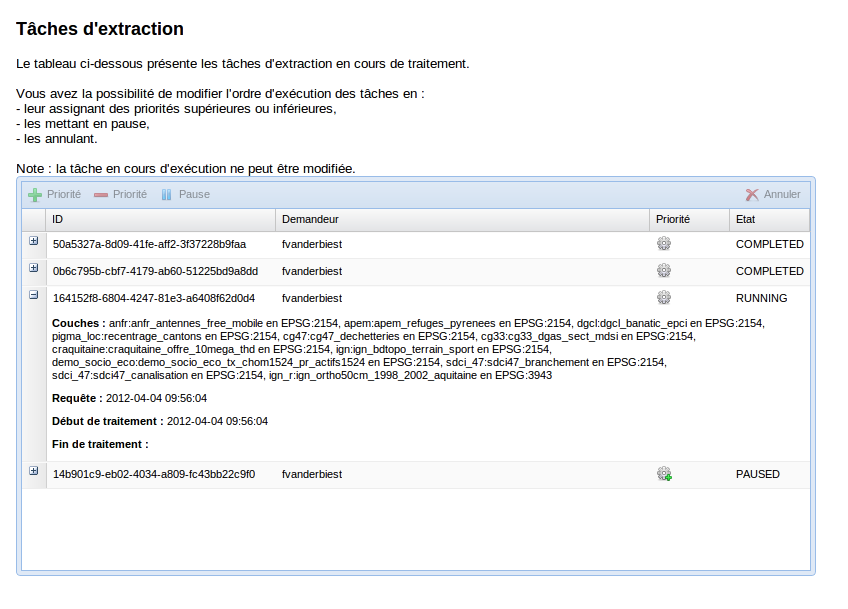 Tâches d'extraction
Le tableau ci-dessous présente les tâches d'extraction en cours de traitement.
Vous avez la possibilité de modifier l'ordre d'exécution des tâches en :
- leur assignant des priorités supérieures ou inférieures,
- les mettant en pause,
- les annulant.
Note : la tâche en cours d'exécution ne peut être modifiée.
Priorité Priorité Pause Annuler
ID Demandeur Priorité Etat
50a5327a-8d09-41fe-aff2-3f37228b9faa fvanderbiest COMPLETED
0b6c795b-cbf7-4179-ab60-51225bd9a8dd fvanderbiest COMPLETED
164152f8-6804-4247-81e3-a6408f62d0d4 fvanderbiest RUNNING
Couches : anfr:anfr_antennes_free_mobile en EPSG:2154, apem:apem_refuges_pyrenees en EPSG:2154, dgcl:dgcl_banatic_epci en EPSG:2154,
pigma_loc:recentrage_cantons en EPSG:2154, cg47:cg47_dechetteries en EPSG:2154, cg33:cg33_dgas_sect_mdsi en EPSG:2154,
craquitaine:craquitaine_offre_10mega_thd en EPSG:2154, ign:ign_bdtopo_terrain_sport en EPSG:2154,
demo_socio_eco:demo_socio_eco_tx_chom1524_pr_actifs1524 en EPSG:2154, sdci_47:sdci47_branchement en EPSG:2154,
sdci_47:sdci47_canalisation en EPSG:2154, ign_r:ign_ortho50cm_1998_2002_aquitaine en EPSG:3943
Requête : 2012-04-04 09:56:04
Début de traitement : 2012-04-04 09:56:04
Fin de traitement :
14b901c9-eb02-4034-a809-fc43bb22c9f0 fvanderbiest PAUSED